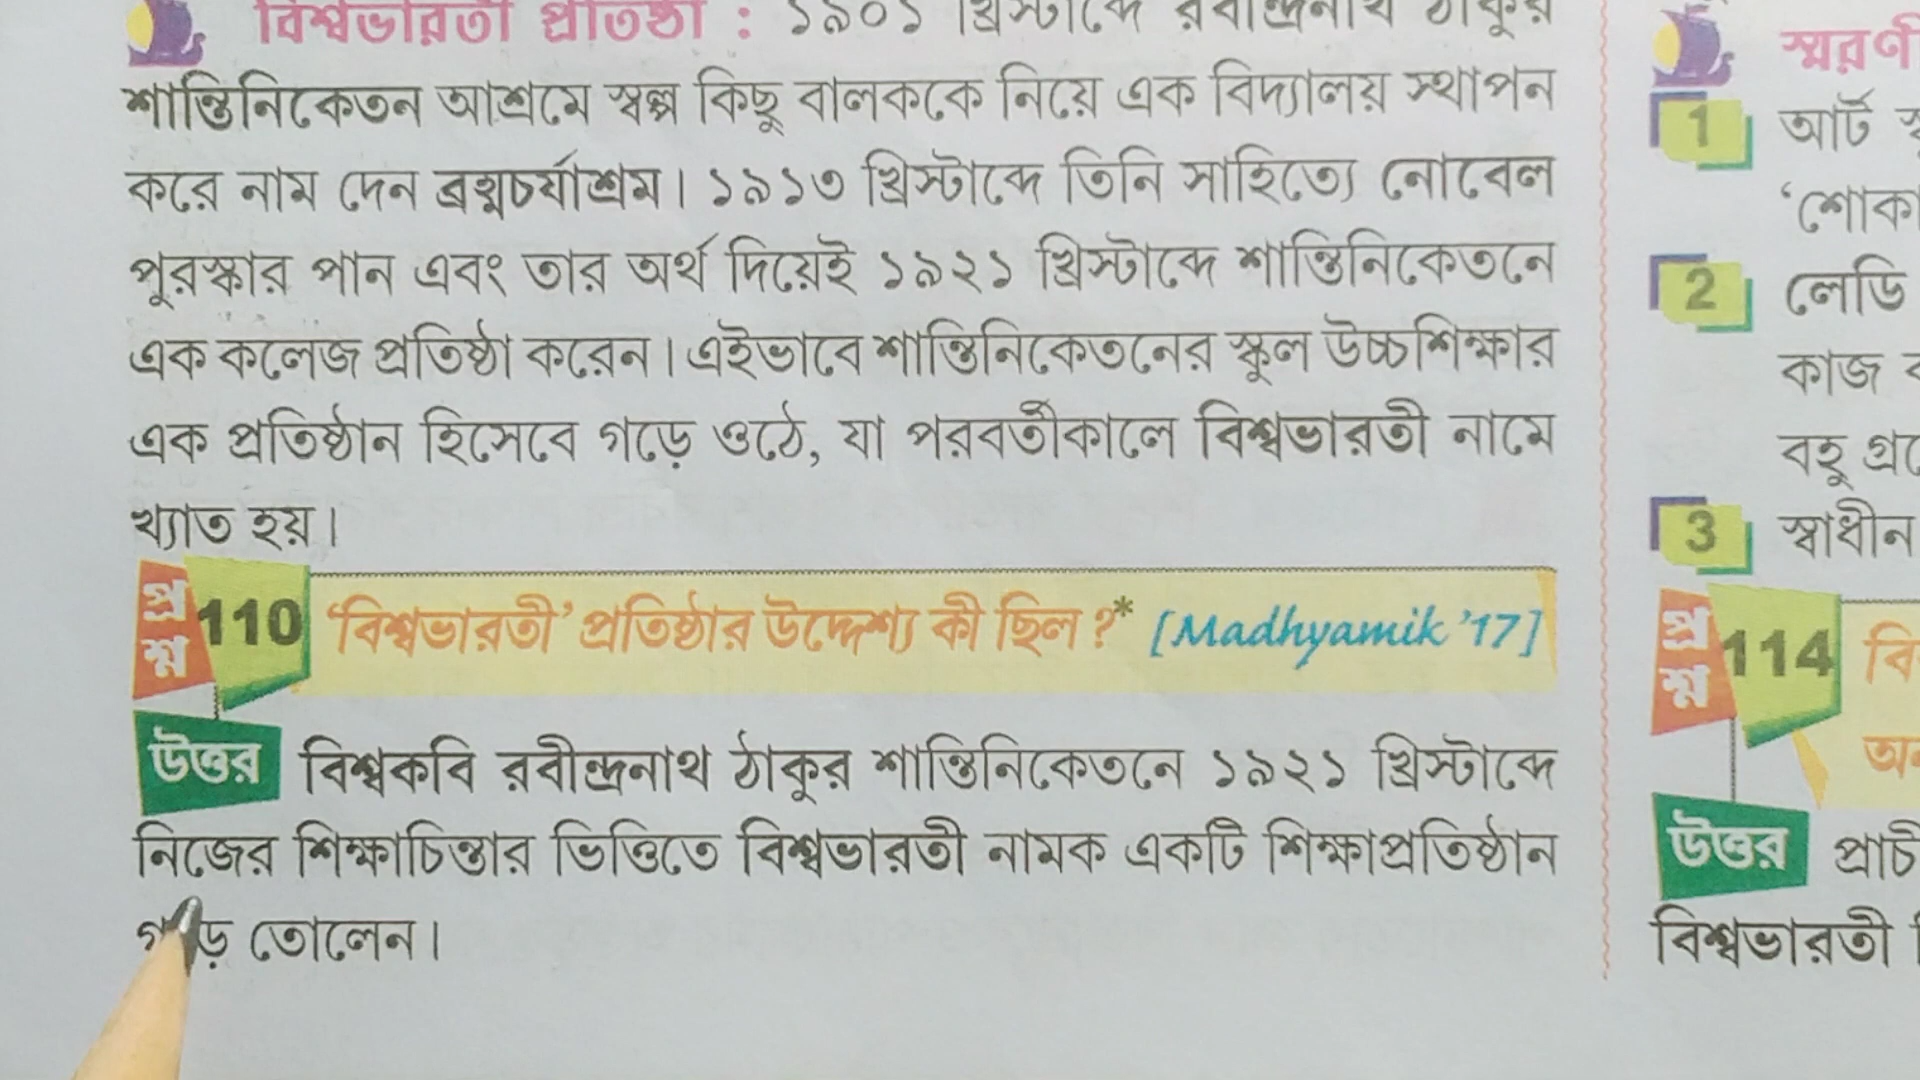 বিশ্বভারতী প্রতিষ্ঠা : ১৯০১ খ্রিস্টাব্দে রবীন্দ্রনাথ ঠাকুর
শান্তিনিকেতন আশ্রমে স্বল্প কিছু বালককে নিয়ে এক বিদ্যালয় স্থাপন
করে নাম দেন ব্রহ্মচর্যাশ্রম। ১৯১৩ খ্রিস্টাব্দে তিনি সাহিত্যে নোবেল
পুরস্কার পান এবং তার অর্থ দিয়েই ১৯২১ খ্রিস্টাব্দে শান্তিনিকেতনে
এক কলেজ প্রতিষ্ঠা করেন। এইভাবে শান্তিনিকেতনের স্কুল উচ্চশিক্ষার
এক প্রতিষ্ঠান হিসেবে গড়ে ওঠে, যা পরবর্তীকালে বিশ্বভারতী নামে
খ্যাত হয়।
প্রশ্ন 110 ‘বিশ্বভারতী’ প্রতিষ্ঠার উদ্দেশ্য কী ছিল ?* [Madhyamik ’17]
উত্তর বিশ্বকবি রবীন্দ্রনাথ ঠাকুর শান্তিনিকেতনে ১৯২১ খ্রিস্টাব্দে
নিজের শিক্ষাচিন্তার ভিত্তিতে বিশ্বভারতী নামক একটি শিক্ষাপ্রতিষ্ঠান
গড়ে তোলেন।
1 আর্ট
2 লেডি
কাজ
বহু
3 স্বাধীন
প্রশ্ন 114
উত্তর
বিশ্বভারতী